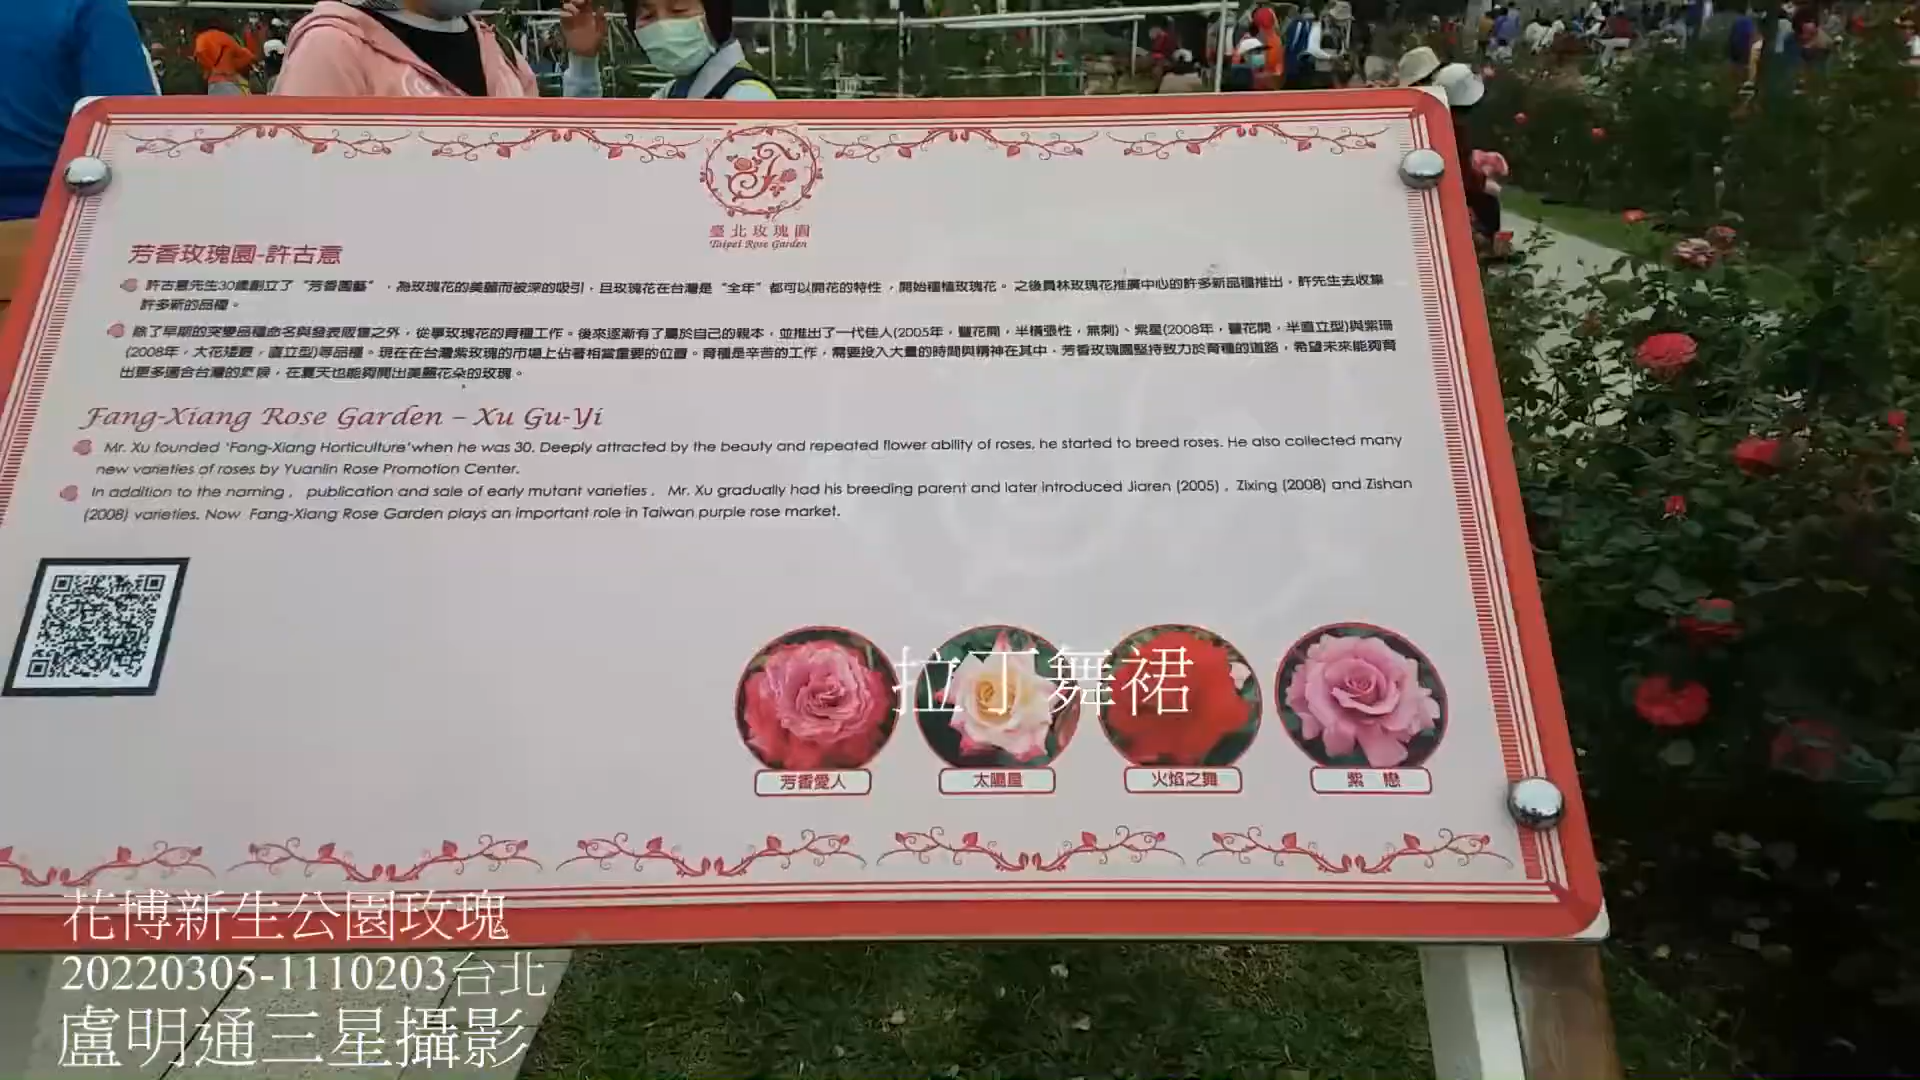 臺北玫瑰園
Taipei Rose Garden
芳香玫瑰園-許古意
許古意先生30歲創立了“芳香園藝”，為玫瑰花的美麗而被深的吸引，且玫瑰花在台灣是“全年”都可以開花的特性，開始種植玫瑰花。之後員林玫瑰花推廣中心的許多新品種推出，許先生去收集
許多新的品種。
除了早期的突變品種命名與發表販售之外，從事玫瑰花的育種工作。後來逐漸有了屬於自己的親本，並推出了一代佳人(2005年，豐花開，半橫張性，無刺)、紫星(2008年，豐花開，半直立型)與紫珊
(2008年，大花矮叢，直立型)等品種。現在在台灣紫玫瑰的市場上佔著相當重要的位置。育種是辛苦的工作，需要投入大量的時間與精神在其中，芳香玫瑰園堅持致力於育種的道路，希望未來能夠育
出更多適合台灣的氣候，在夏天也能夠開出美麗花朵的玫瑰。
Fang-Xiang Rose Garden – Xu Gu-Yi
Mr. Xu founded ‘Fang-Xiang Horticulture’when he was 30. Deeply attracted by the beauty and repeated flower ability of roses, he started to breed roses. He also collected many
new varieties of roses by Yuanlin Rose Promotion Center.
In addition to the naming， publication and sale of early mutant varieties， Mr. Xu gradually had his breeding parent and later introduced Jiaren (2005)，Zixing (2008) and Zishan
(2008) varieties. Now Fang-Xiang Rose Garden plays an important role in Taiwan purple rose market.
拉丁舞裙
芳香愛人
太陽星
火焰之舞
紫 戀
花博新生公園玫瑰
20220305-1110203台北
盧明通三星攝影